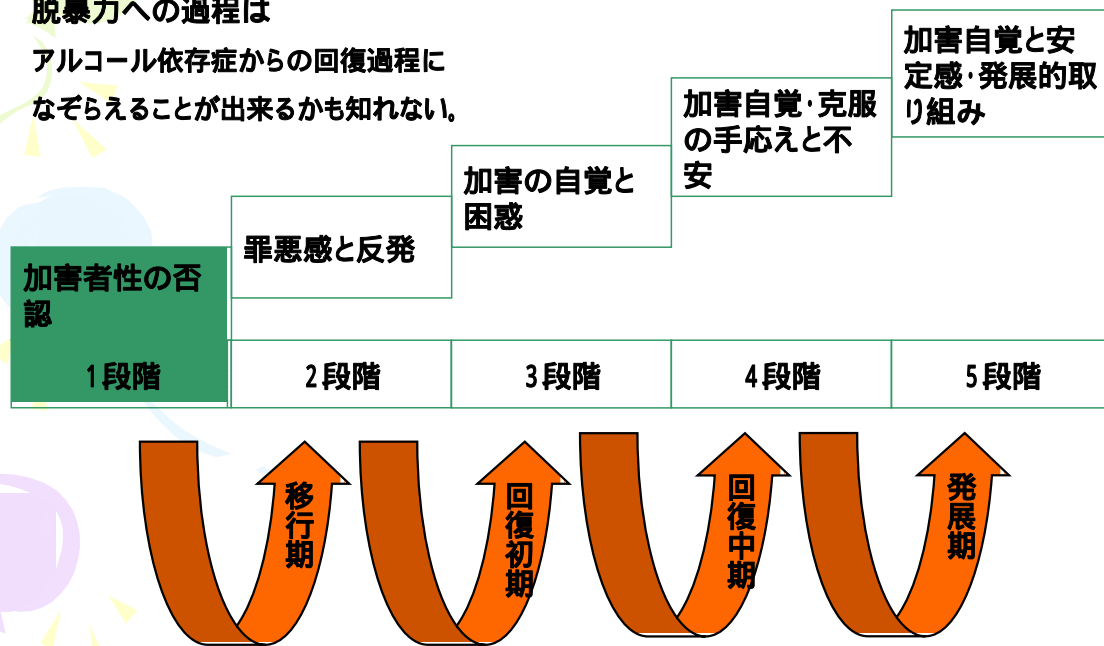 脱暴力への過程は
アルコール依存症からの回復過程に
なぞらえることが出来るかも知れない。
加害自覚と安
定感・発展的取
り組み
加害自覚・克服
の手応えと不
安
加害の自覚と
困惑
罪悪感と反発
加害者性の否
認
1段階
2段階
3段階
4段階
5段階
移行期
回復初期
回復中期
発展期